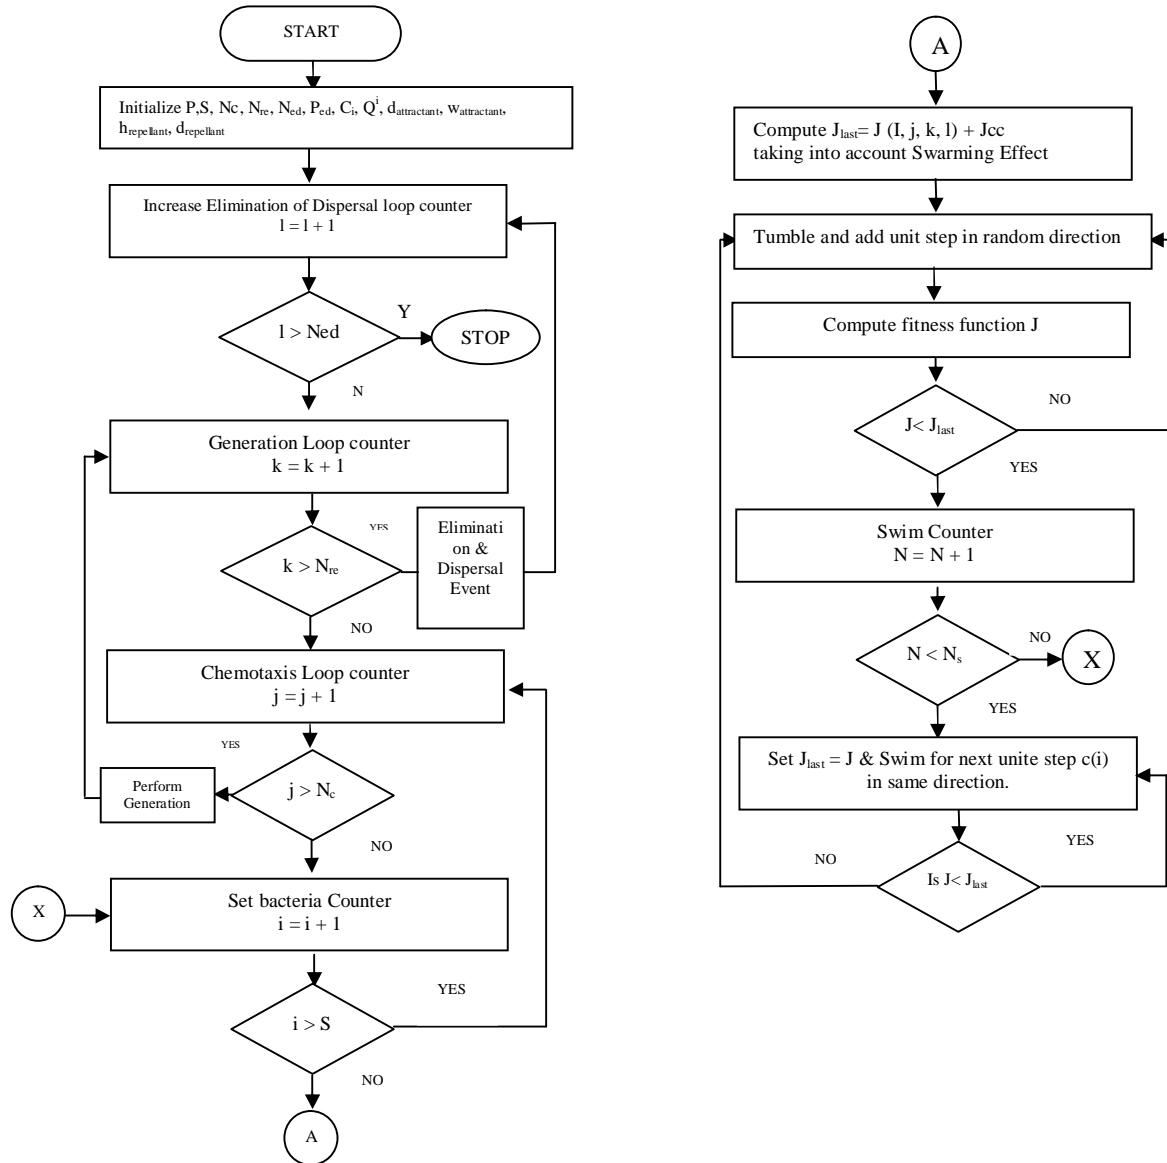 START
Initialize P,S, Nc, Nre, Ned, Ped, Ci, Qi, dattractant, wattractant,
hrepellant, drepellant
Increase Elimination of Dispersal loop counter
l = l + 1
l > Ned
Y
STOP
N
Generation Loop counter
k = k + 1
YES
k > Nre
Eliminati
on &
Dispersal
Event
NO
Chemotaxis Loop counter
j = j + 1
YES
Perform
Generation
j > Nc
NO
X
Set bacteria Counter
i = i + 1
YES
i > S
NO
A
A
Compute Jlast= J (I, j, k, l) + Jcc
taking into account Swarming Effect
Tumble and add unit step in random direction
Compute fitness function J
NO
J< Jlast
YES
Swim Counter
N = N + 1
N < Ns
NO
X
YES
Set Jlast = J & Swim for next unite step c(i)
in same direction.
NO
YES
Is J< Jlast